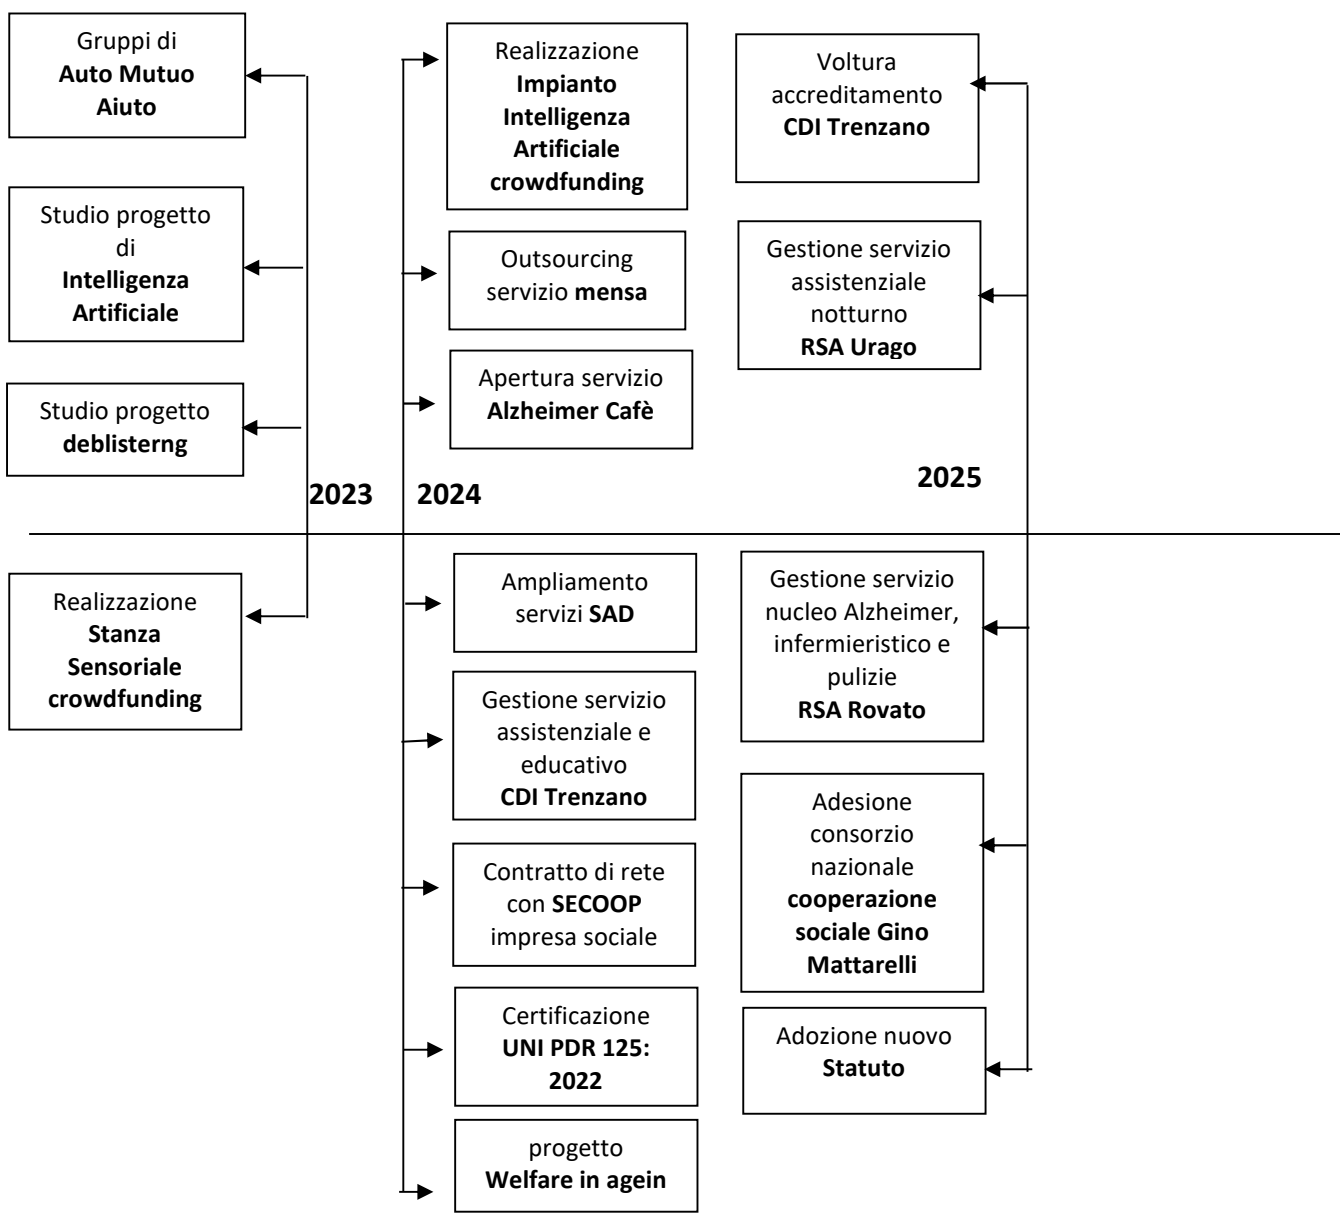 Gruppi di
Auto Mutuo
Aiuto
Studio progetto
di
Intelligenza
Artificiale
Studio progetto
deblisterng
2023
Realizzazione
Stanza
Sensoriale
crowdfunding
Realizzazione
Impianto
Intelligenza
Artificiale
crowdfunding
Outsourcing
servizio mensa
Apertura servizio
Alzheimer Cafè
2024
Ampliamento
servizi SAD
Gestione servizio
assistenziale e
educativo
CDI Trenzano
Contratto di rete
con SECOOP
impresa sociale
Certificazione
UNI PDR 125:
2022
progetto
Welfare in agein
Voltura
accreditamento
CDI Trenzano
Gestione servizio
assistenziale
notturno
RSA Urago
2025
Gestione servizio
nucleo Alzheimer,
infermieristico e
pulizie
RSA Rovato
Adesione
consorzio
nazionale
cooperazione
sociale Gino
Mattarelli
Adozione nuovo
Statuto